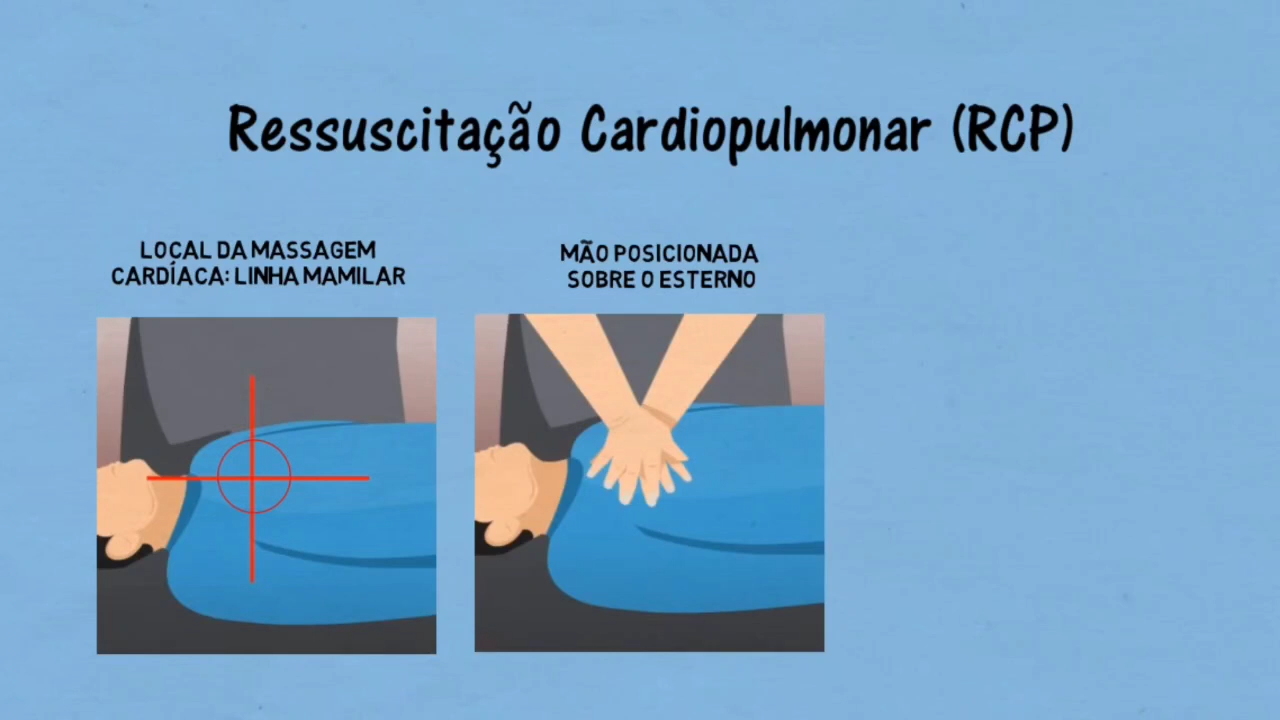 Ressuscitação Cardiopulmonar (RCP)
LOCAL DA MASSAGEM
CARDÍACA: LINHA MAMILAR
MÃO POSICIONADA
SOBRE O ESTERNO